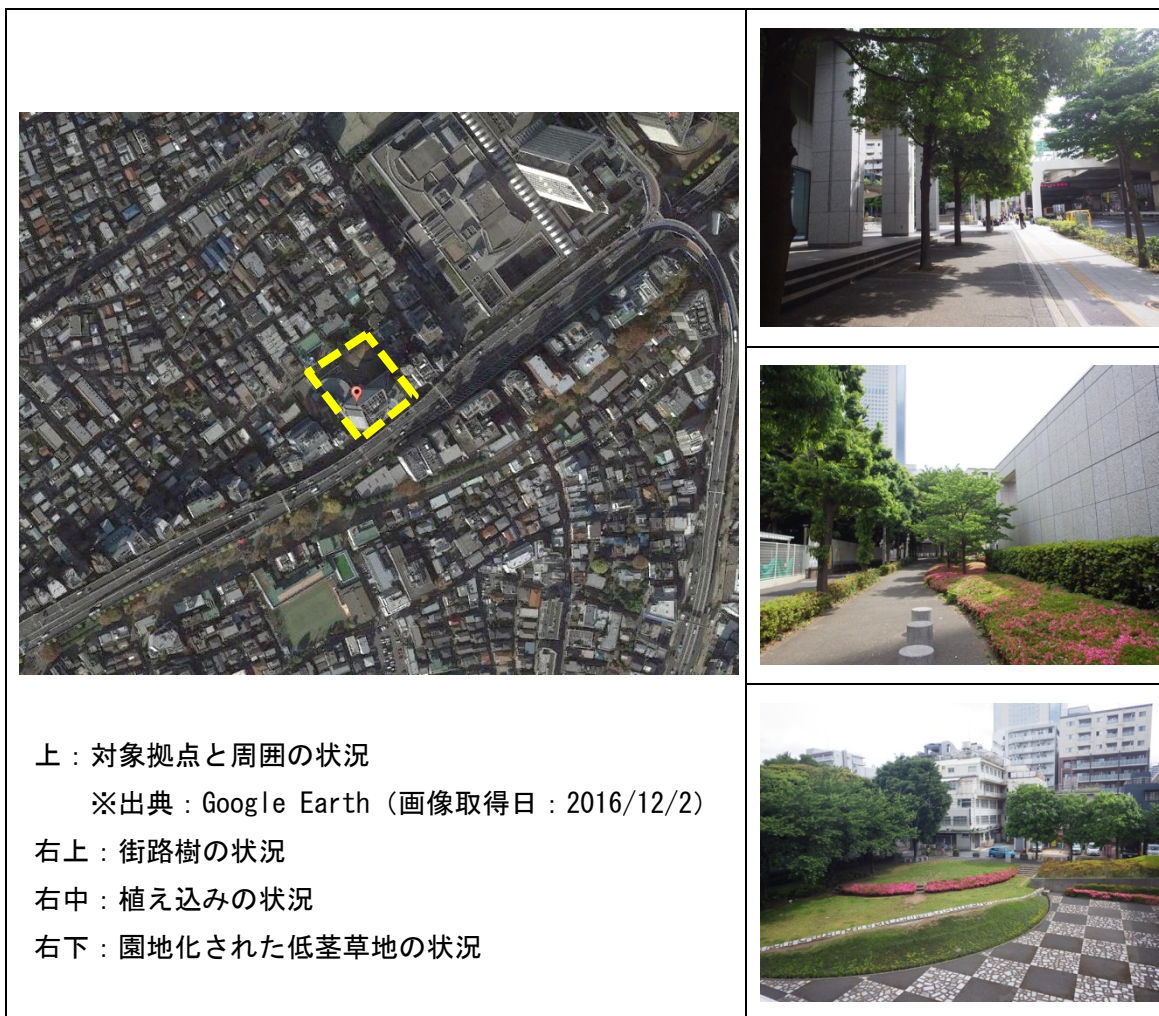 上：対象拠点と周囲の状況
※出典：Google Earth（画像取得日：2016/12/2）
右上：街路樹の状況
右中：植え込みの状況
右下：園地化された低茎草地の状況